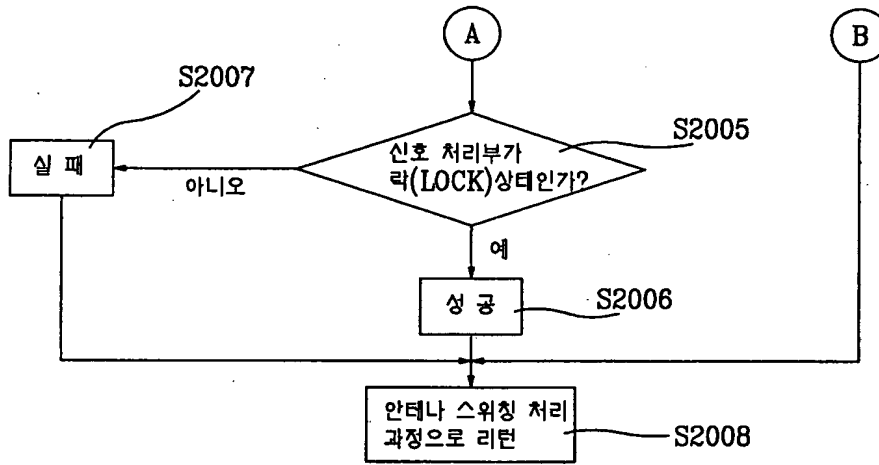 A
B
S2007
S2005
실 패
신호 처리부가
락(LOCK)상태인가?
아니오
예
성 공
S2006
안테나 스위칭 처리
과정으로 리턴
S2008